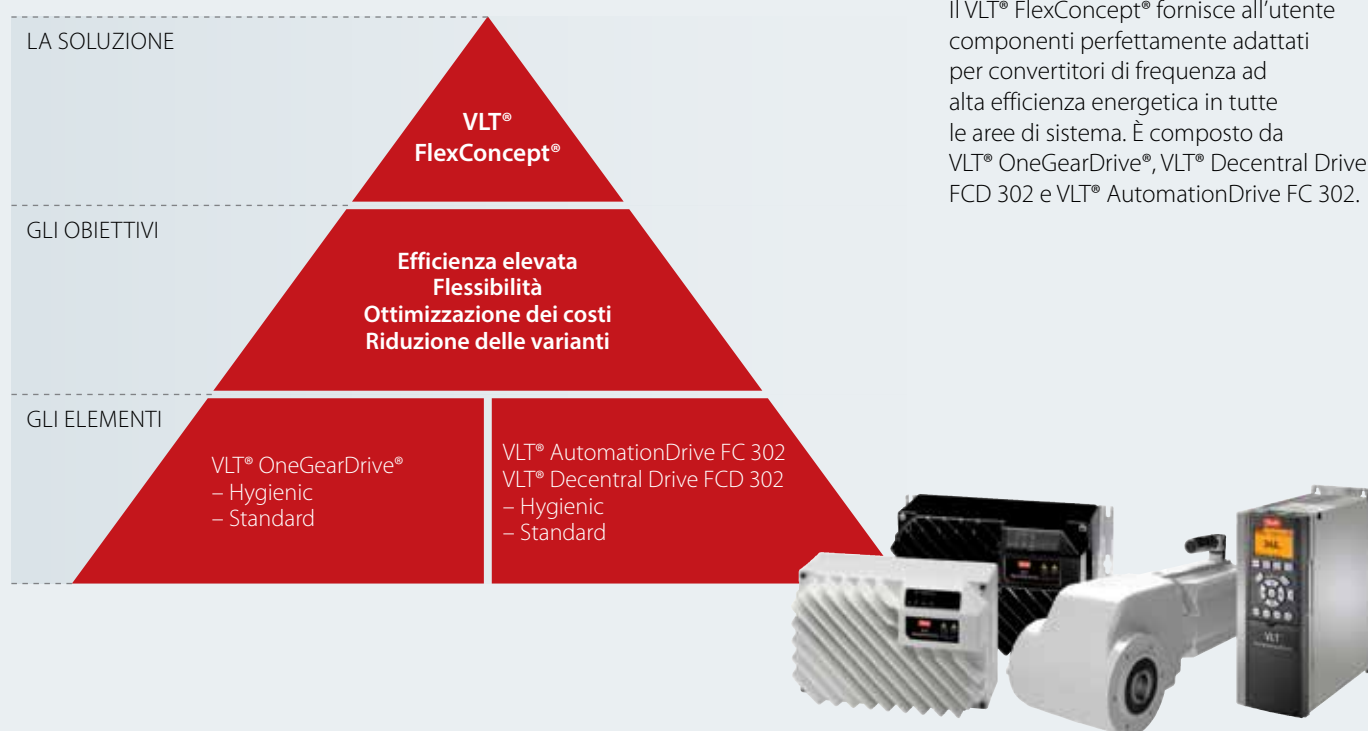 LA SOLUZIONE
VLT®
FlexConcept®
GLI OBIETTIVI
Efficienza elevata
Flessibilità
Ottimizzazione dei costi
Riduzione delle varianti
GLI ELEMENTI
VLT® OneGearDrive®
– Hygienic
– Standard
VLT® AutomationDrive FC 302
VLT® Decentral Drive FCD 302
– Hygienic
– Standard
Il VLT® FlexConcept® fornisce all’utente
componenti perfettamente adattati
per convertitori di frequenza ad
alta efficienza energetica in tutte
le aree di sistema. È composto da
VLT® OneGearDrive®, VLT® Decentral Drive
FCD 302 e VLT® AutomationDrive FC 302.
VLT